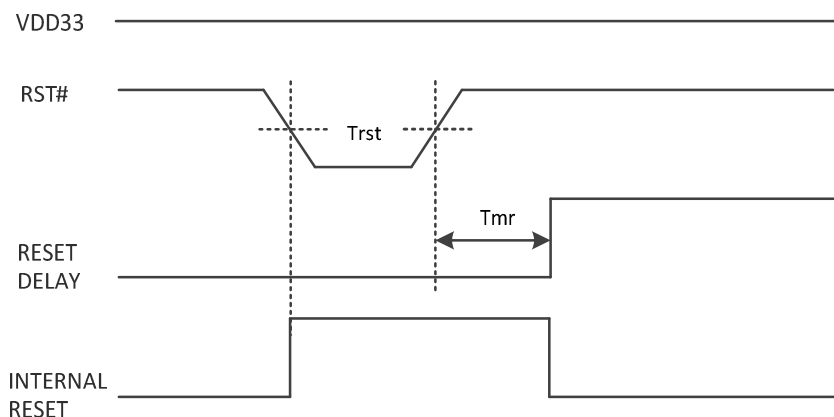 VDD33
RST#
Trst
Tmr
RESET
DELAY
INTERNAL
RESET